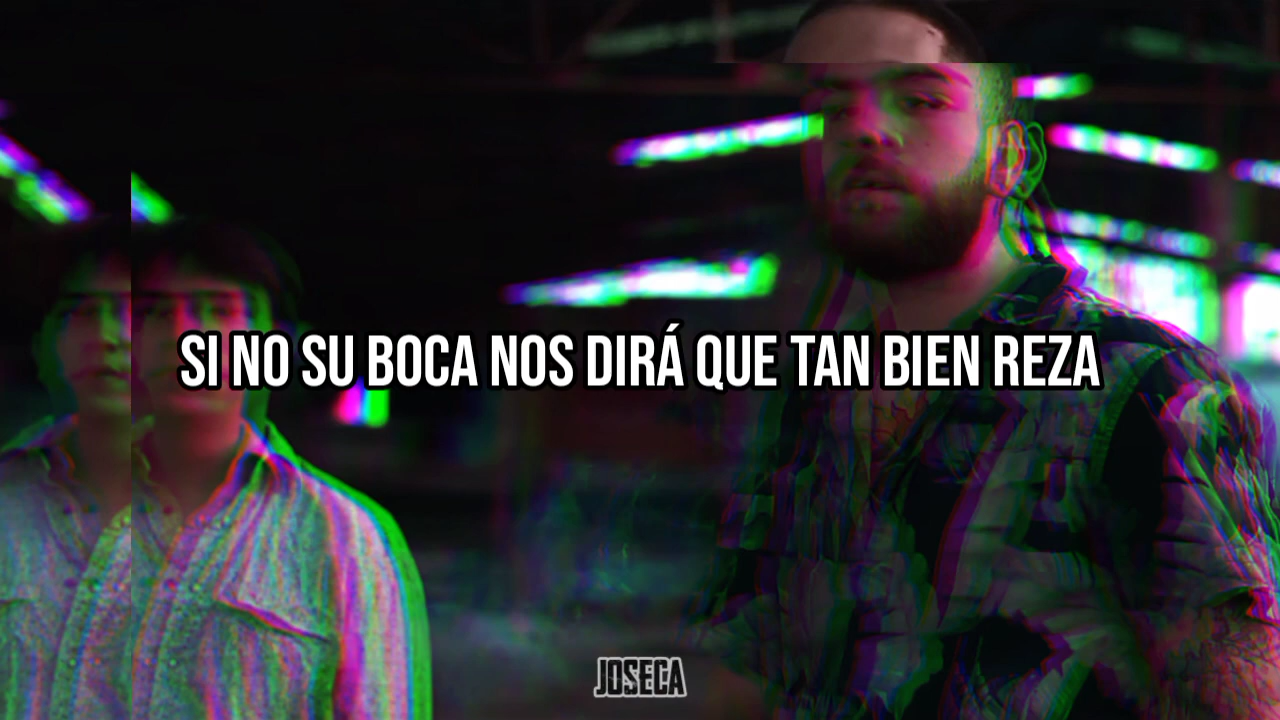 SI NO SU BOCA NOS DIRÁ QUE TAN BIEN REZA
JOSECA